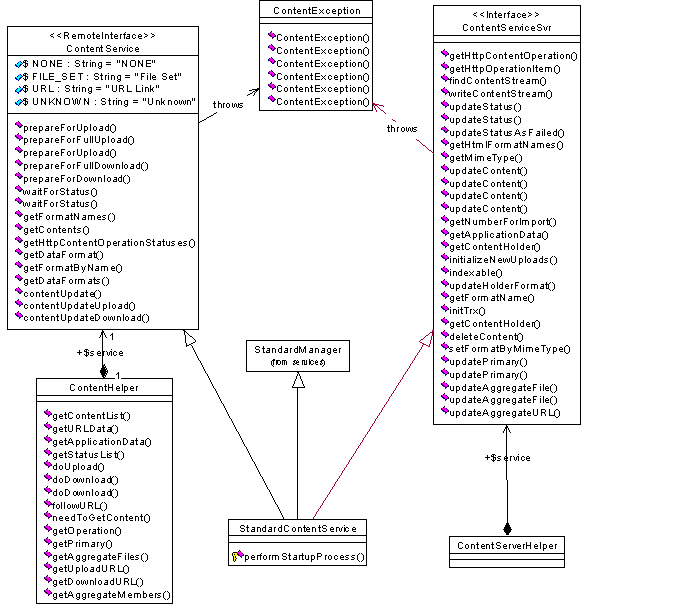 <<RemoteInterface>>
ContentService
$ NONE : String = "NONE"
$ FILE_SET : String = "File Set"
$ URL : String = "URL Link"
$ UNKNOWN : String = "Unknown"
prepareForUpload()
prepareForFullUpload()
prepareForUpload()
prepareForFullDownload()
prepareForDownload()
waitForStatus()
waitForStatus()
getFormatNames()
getContents()
getHttpContentOperationStatuses()
getDataFormat()
getFormatByName()
getDataFormats()
contentUpdate()
contentUpdateUpload()
contentUpdateDownload()
ContentException
ContentException()
ContentException()
ContentException()
ContentException()
ContentException()
ContentException()
throws
throws
<<Interface>>
ContentServiceSvr
getHttpContentOperation()
getHttpOperationItem()
findContentStream()
writeContentStream()
updateStatus()
updateStatus()
updateStatusAsFailed()
getHtmlFormatNames()
getMimeType()
updateContent()
updateContent()
updateContent()
updateContent()
getNumberForImport()
getApplicationData()
getContentHolder()
initializeNewUploads()
indexable()
updateHolderFormat()
getFormatName()
initTrx()
getContentHolder()
deleteContent()
setFormatByMimeType()
updatePrimary()
updatePrimary()
updateAggregateFile()
updateAggregateFile()
updateAggregateURL()
1
+$service
1
ContentHelper
getContentList()
getURLData()
getApplicationData()
getStatusList()
doUpload()
doDownload()
doDownload()
followURL()
needToGetContent()
getOperation()
getPrimary()
getAggregateFiles()
getUploadURL()
getDownloadURL()
getAggregateMembers()
StandardManager
(from services)
StandardContentService
performStartupProcess()
+$service
ContentServerHelper